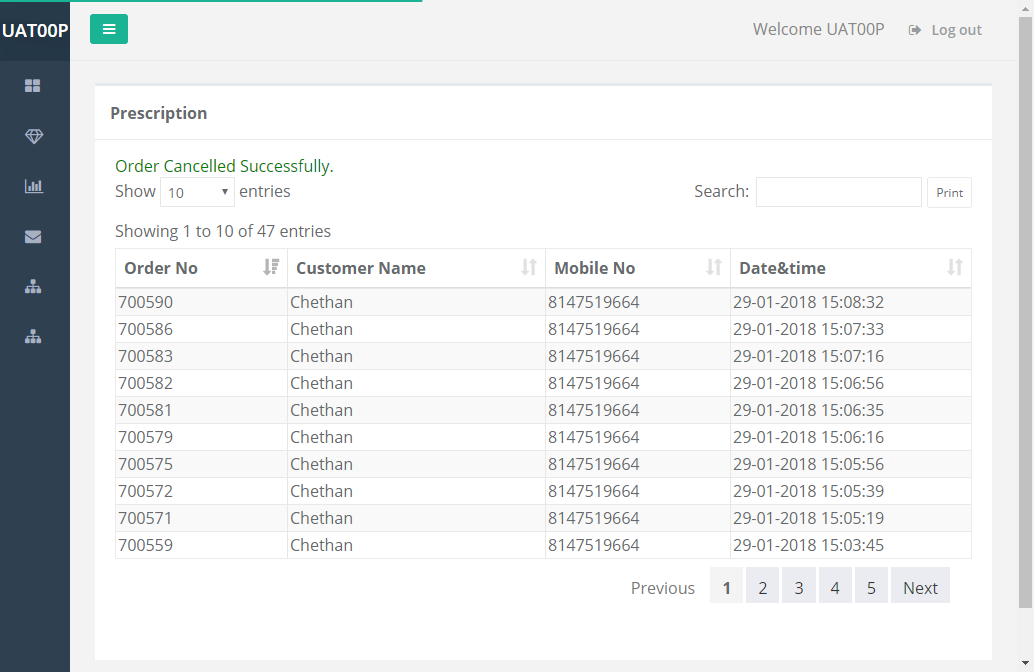 UAT00P
Welcome UAT00P Log out
Prescription
Order Cancelled Successfully.
Show 10 entries Search: Print
Showing 1 to 10 of 47 entries
Order No Customer Name Mobile No Date&time
700590 Chethan 8147519664 29-01-2018 15:08:32
700586 Chethan 8147519664 29-01-2018 15:07:33
700583 Chethan 8147519664 29-01-2018 15:07:16
700582 Chethan 8147519664 29-01-2018 15:06:56
700581 Chethan 8147519664 29-01-2018 15:06:35
700579 Chethan 8147519664 29-01-2018 15:06:16
700575 Chethan 8147519664 29-01-2018 15:05:56
700572 Chethan 8147519664 29-01-2018 15:05:39
700571 Chethan 8147519664 29-01-2018 15:05:19
700559 Chethan 8147519664 29-01-2018 15:03:45
Previous 1 2 3 4 5 Next